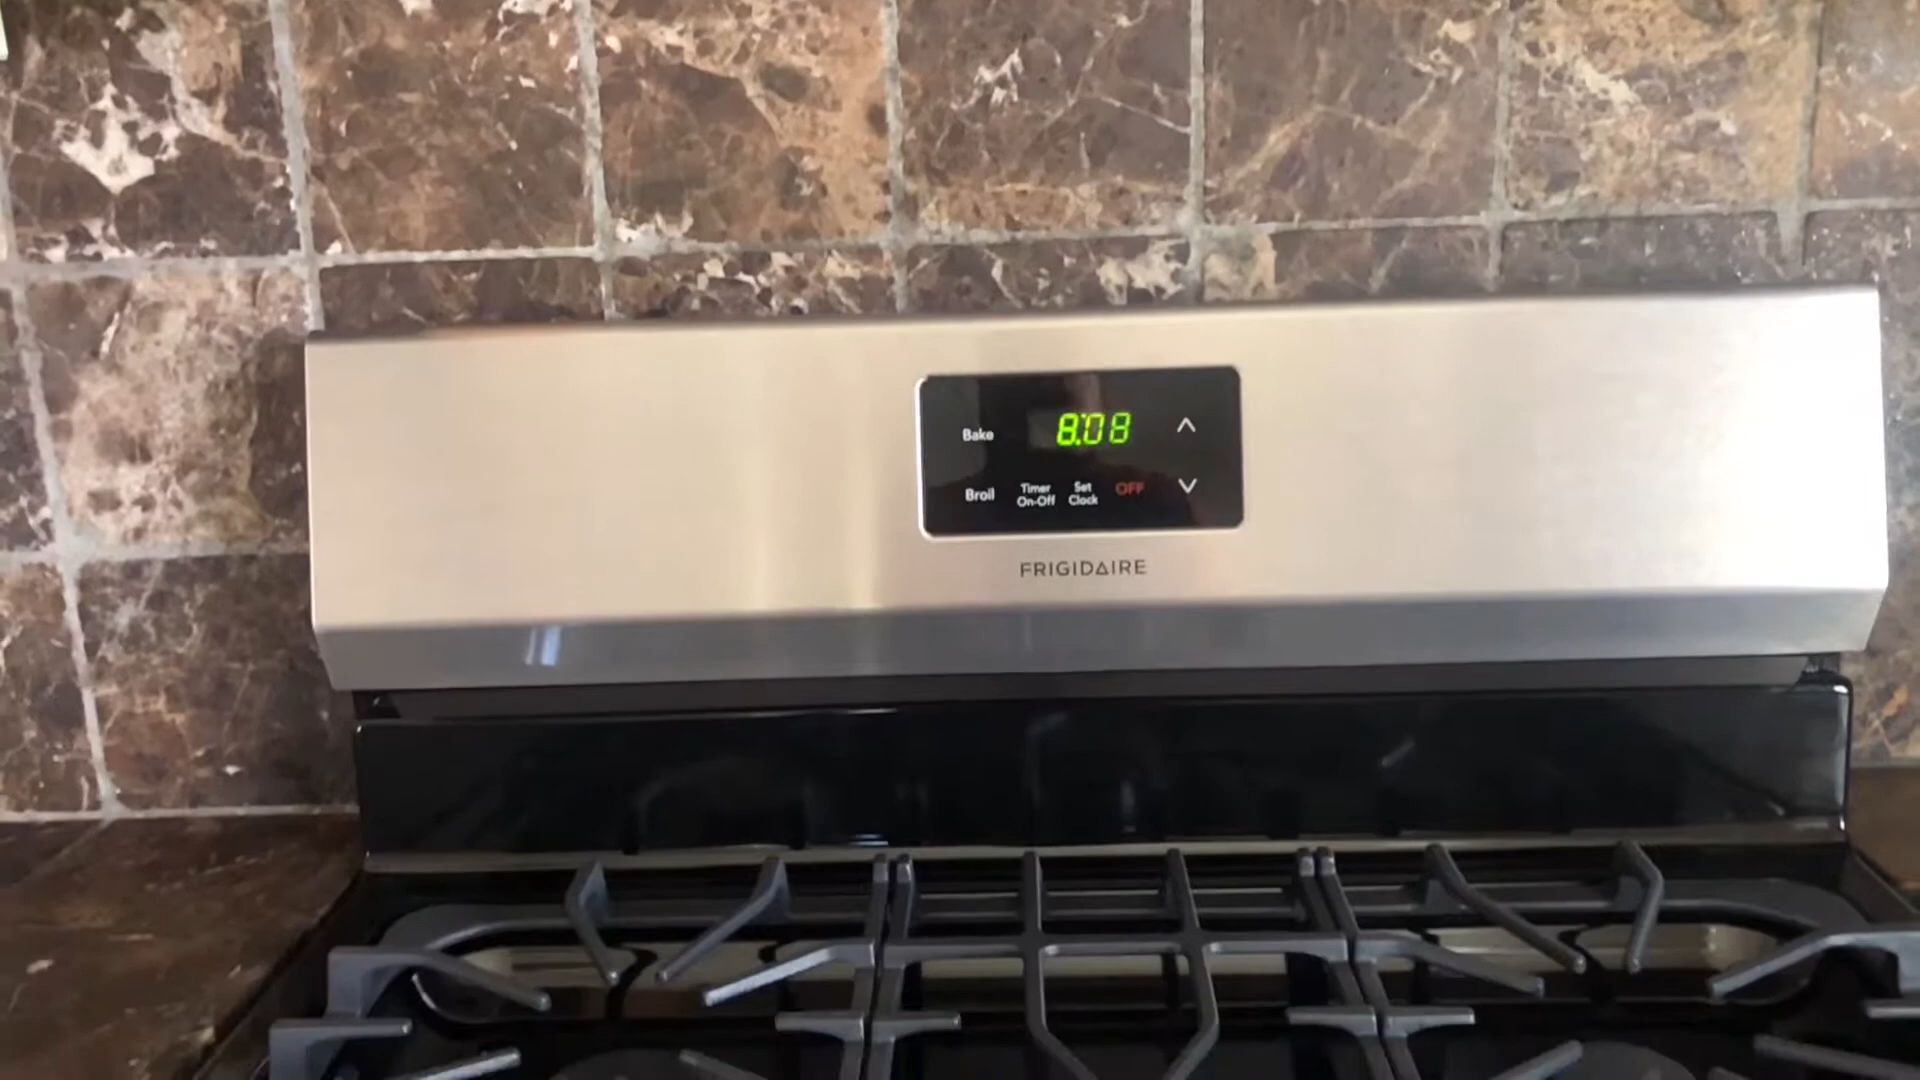 Bake
8:08
Broil
Timer
On-Off
Set
Clock
OFF
FRIGIDAIRE